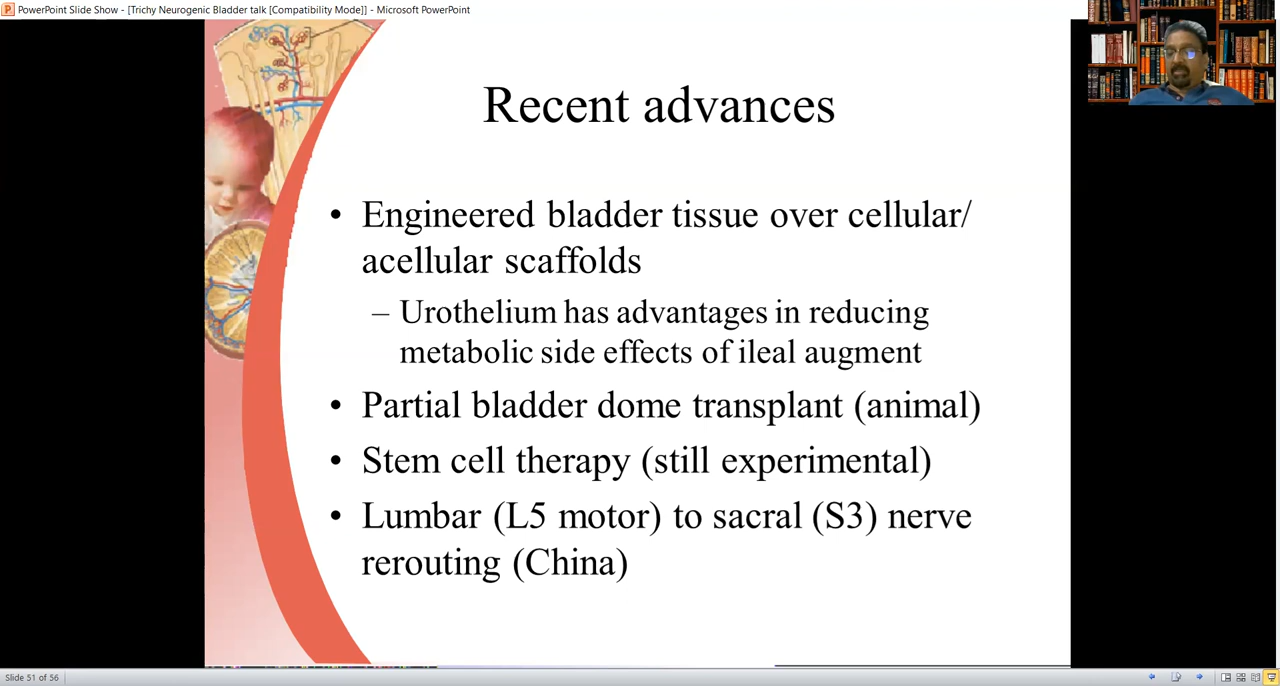 PowerPoint Slide Show - [Trichy Neurogenic Bladder talk [Compatibility Mode]] - Microsoft PowerPoint
Recent advances
• Engineered bladder tissue over cellular/
acellular scaffolds
– Urothelium has advantages in reducing
metabolic side effects of ileal augment
• Partial bladder dome transplant (animal)
• Stem cell therapy (still experimental)
• Lumbar (L5 motor) to sacral (S3) nerve
rerouting (China)
Slide 51 of 56